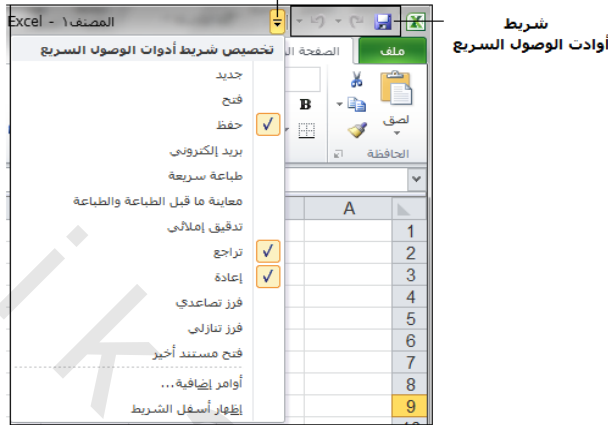 المصنف١ - Excel
شريط
أوادت الوصول السريع
ملف
الصفحة ال
تخصيص شريط أدوات الوصول السريع
جديد
فتح
حفظ
بريد إلكتروني
طباعة سريعة
معاينة ما قبل الطباعة والطباعة
تدقيق إملائي
تراجع
إعادة
فرز تصاعدي
فرز تنازلي
فتح مستند أخير
أوامر إضافية...
إظهار أسفل الشريط
B
لصق
الحافظة
A
1
2
3
4
5
6
7
8
9